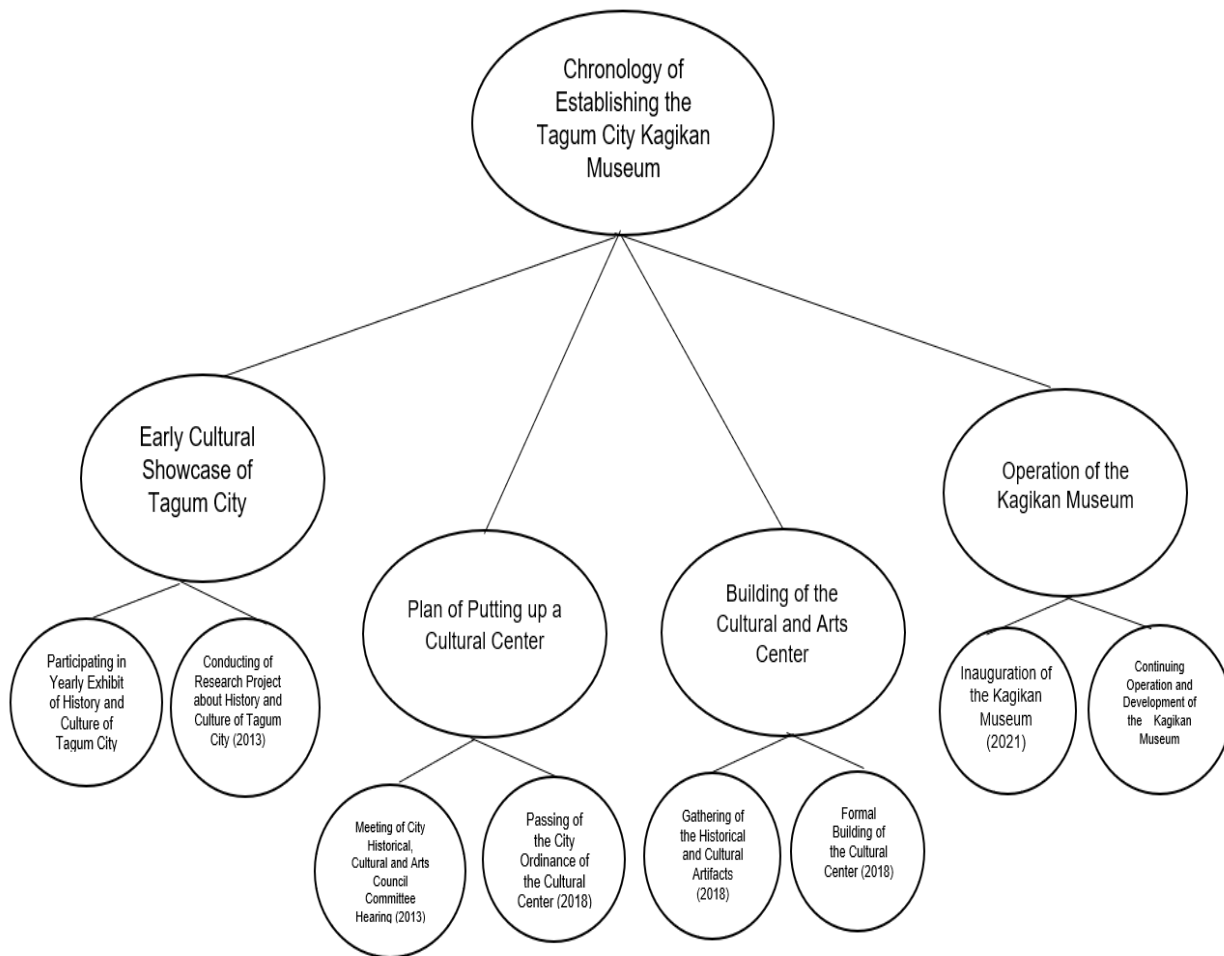 Chronology of
Establishing the
Tagum City Kagikan
Museum
Early Cultural
Showcase of
Tagum City
Operation of the
Kagikan Museum
Plan of Putting up a
Cultural Center
Building of the
Cultural and Arts
Center
Participating in
Yearly Exhibit
of History and
Culture of
Tagum City
Conducting of
Research Project
about History and
Culture of Tagum
City (2013)
Inauguration of
the Kagikan
Museum
(2021)
Continuing
Operation and
Development of
the Kagikan
Museum
Meeting of City
Historical,
Cultural and Arts
Council
Committee
Hearing (2013)
Passing of
the City
Ordinance of
the Cultural
Center (2018)
Gathering of
the Historical
and Cultural
Artifacts
(2018)
Formal
Building of
the Cultural
Center (2018)